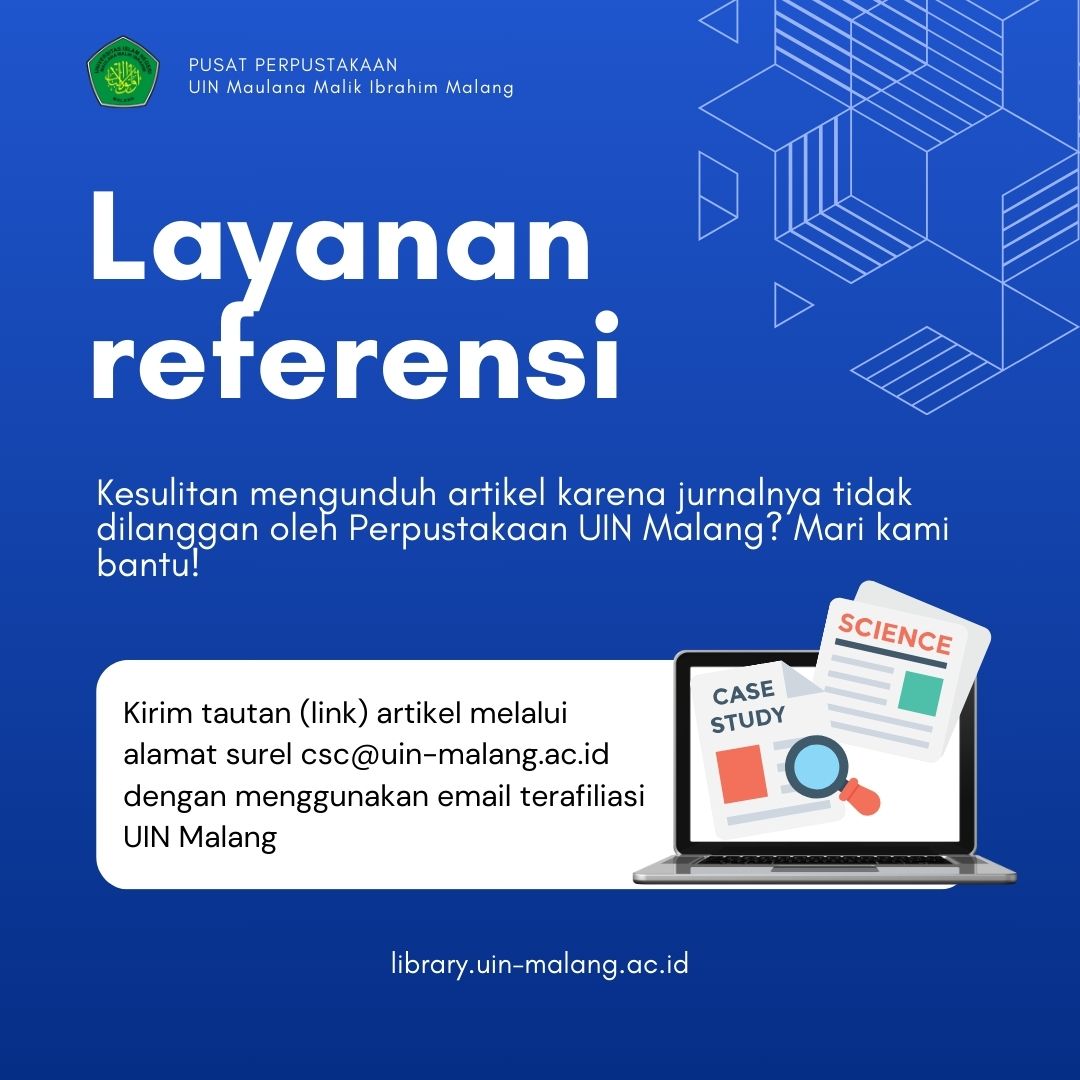 PUSAT PERPUSTAKAAN
UIN Maulana Malik Ibrahim Malang
Layanan
referensi
Kesulitan mengunduh artikel karena jurnalnya tidak
dilanggan oleh Perpustakaan UIN Malang? Mari kami
bantu!
SCIENCE
CASE
STUDY
Kirim tautan (link) artikel melalui
alamat surel csc@uin-malang.ac.id
dengan menggunakan email terafiliasi
UIN Malang
library.uin-malang.ac.id